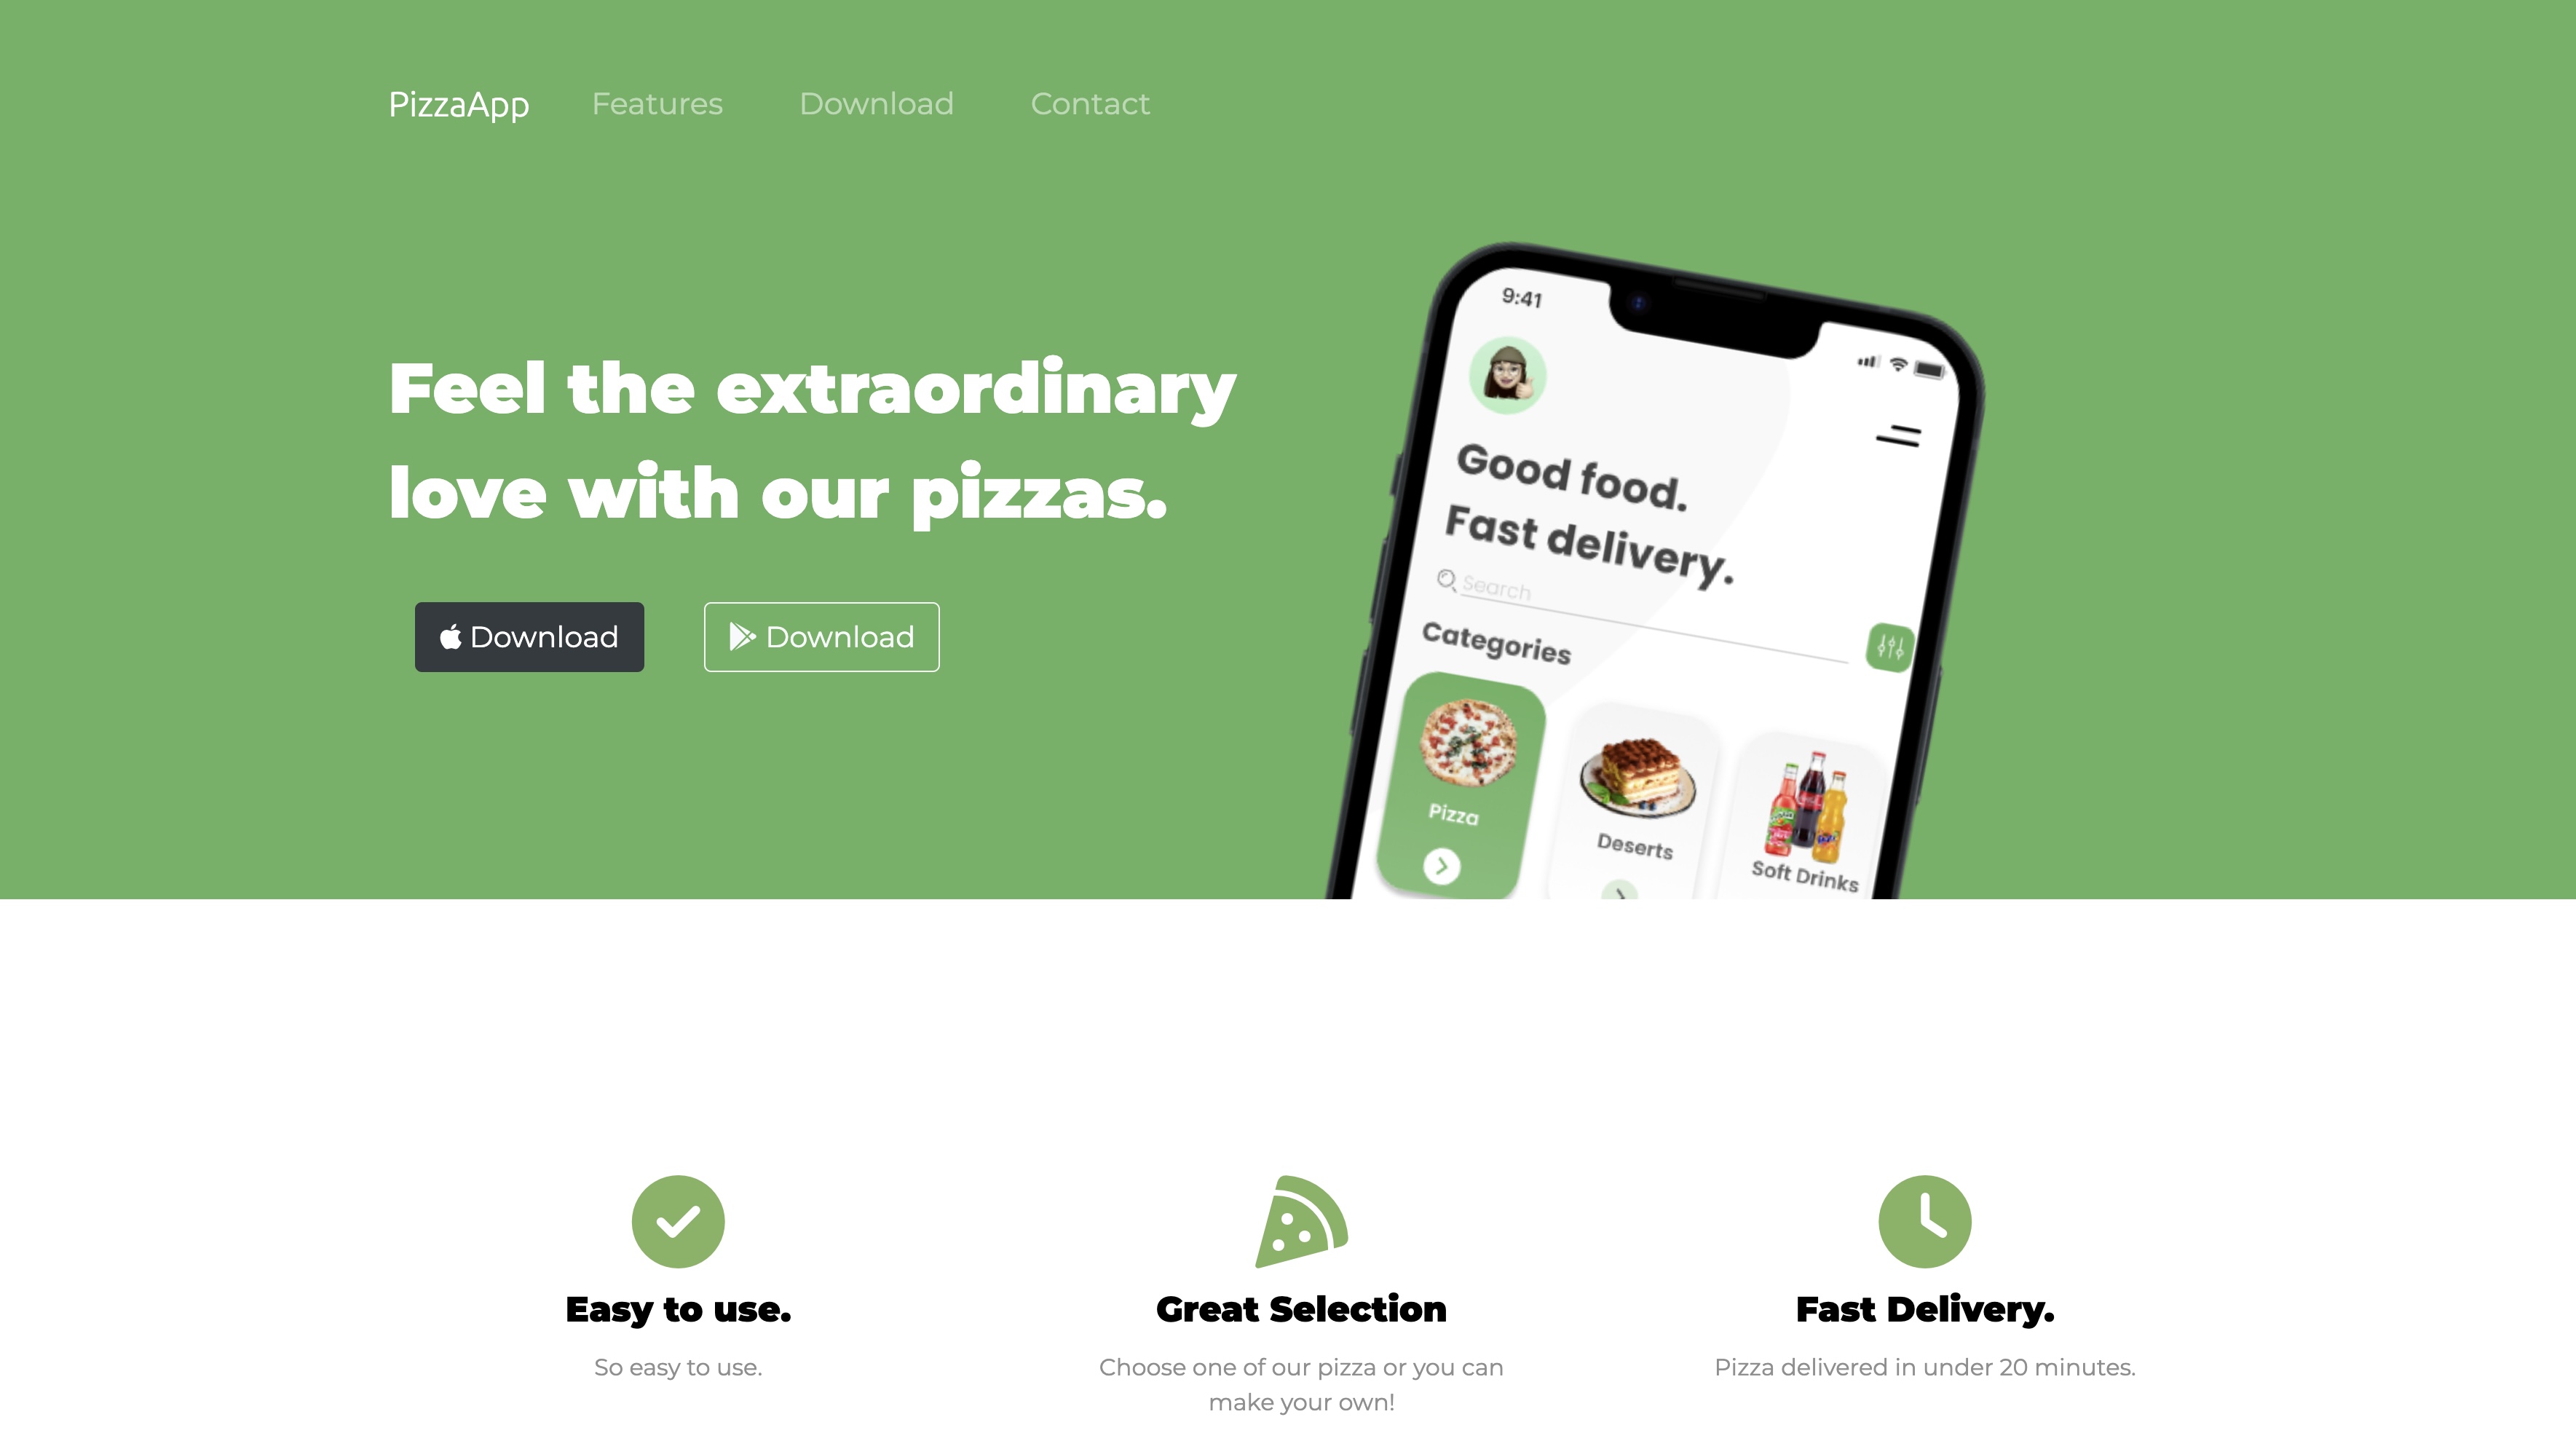 PizzaApp Features Download Contact
Feel the extraordinary
love with our pizzas.
Download Download
9:41
Good food.
Fast delivery.
Search
Categories
Pizza
Deserts
Soft Drinks
Easy to use.
So easy to use.
Great Selection
Choose one of our pizza or you can
make your own!
Fast Delivery.
Pizza delivered in under 20 minutes.